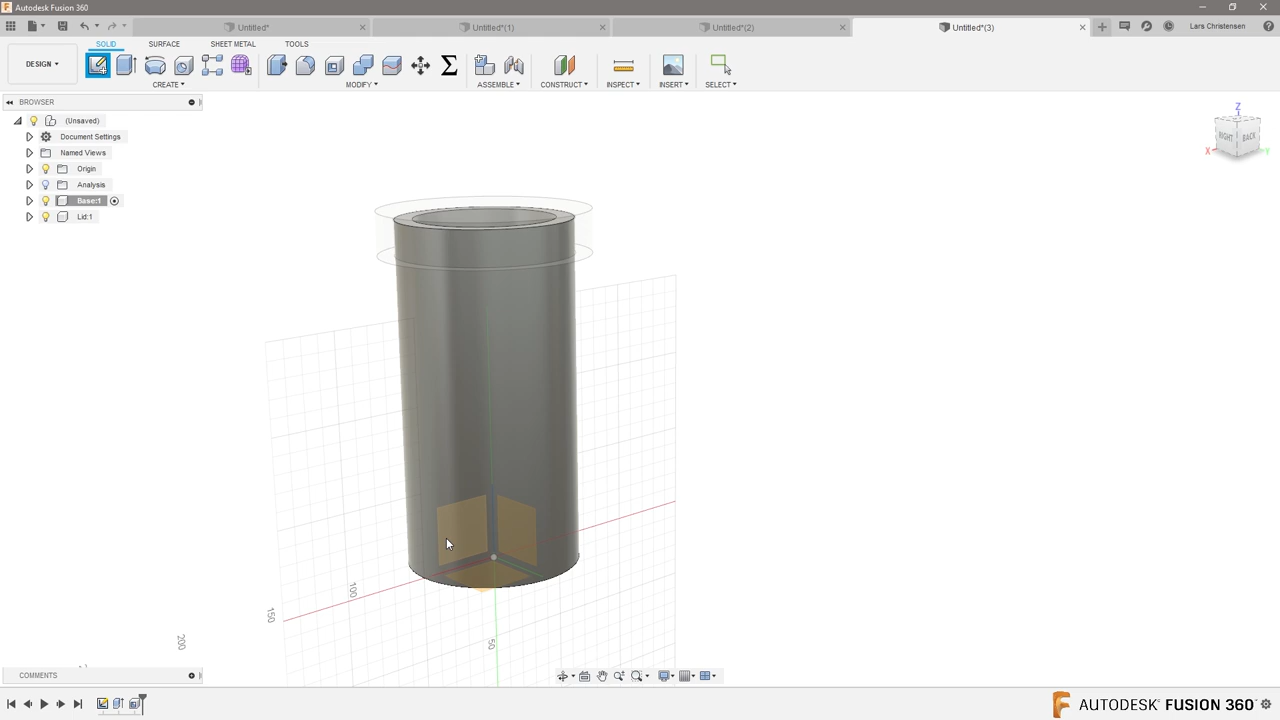 Autodesk Fusion 360
Untitled*
Untitled*(1)
Untitled*(2)
Untitled*(3)
Lars Christensen
DESIGN
SOLID
SURFACE
SHEET METAL
TOOLS
CREATE
MODIFY
ASSEMBLE
CONSTRUCT
INSPECT
INSERT
SELECT
BROWSER
(Unsaved)
Document Settings
Named Views
Origin
Analysis
Base:1
Lid:1
Z
RIGHT
BACK
X
Y
150
100
200
50
COMMENTS
AUTODESK® FUSION 360°